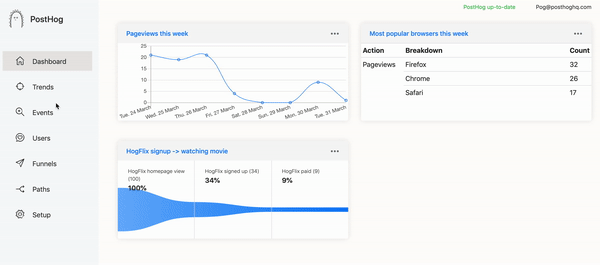 PostHog
PostHog up-to-date
Pog@posthoghq.com
Dashboard
Trends
Events
Users
Funnels
Paths
Setup
Pageviews this week
25
20
15
10
5
0
Tue. 24 March
Wed. 25 March
Thu. 26 March
Fri. 27 March
Sat. 28 March
Sun. 29 March
Mon. 30 March
Tue. 31 March
Most popular browsers this week
Action Breakdown Count
Pageviews Firefox 32
Chrome 26
Safari 17
HogFlix signup -> watching movie
HogFlix homepage view
(100)
100%
HogFlix signed up (34)
34%
HogFlix paid (9)
9%